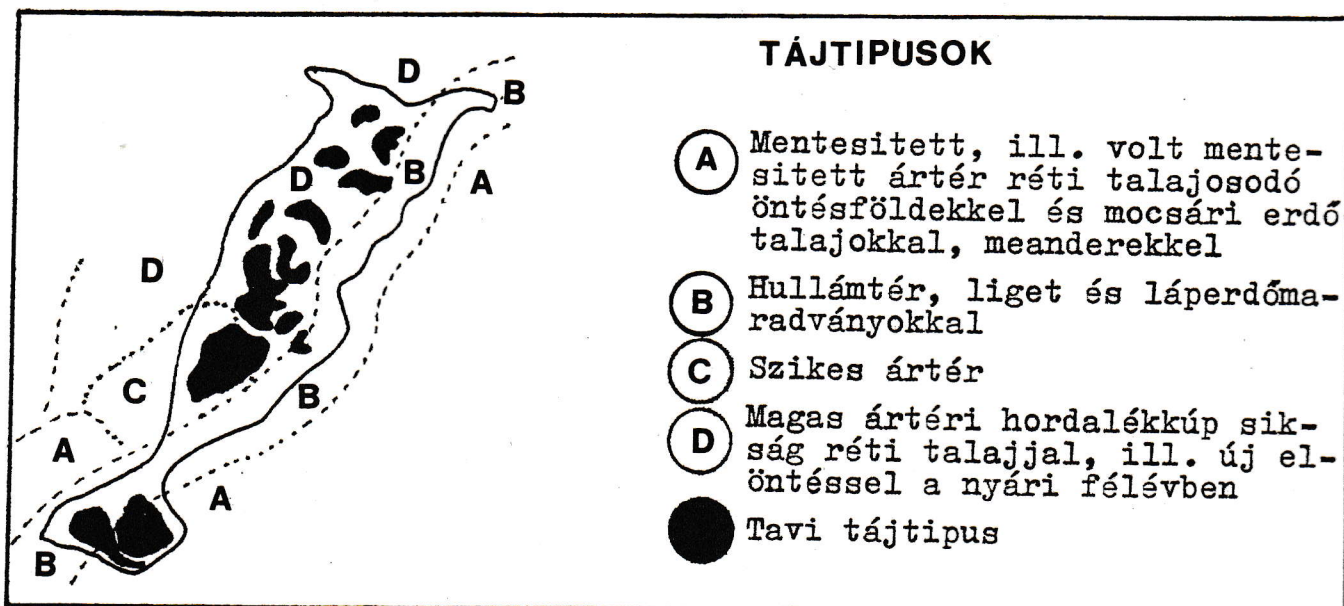 TÁJTIPUSOK
A Mentesitett, ill. volt mente-
sitett ártér réti talajosodó
öntésföldekkel és mocsári erdő
talajokkal, meanderekkel
B Hullámtér, liget és láperdőma-
radványokkal
C Szikes ártér
D Magas ártéri hordalékkúp sik-
ság réti talajjal, ill. új el-
öntéssel a nyári félévben
Tavi tájtipus
D
B
B
A
D
D
C
B
A
A
B